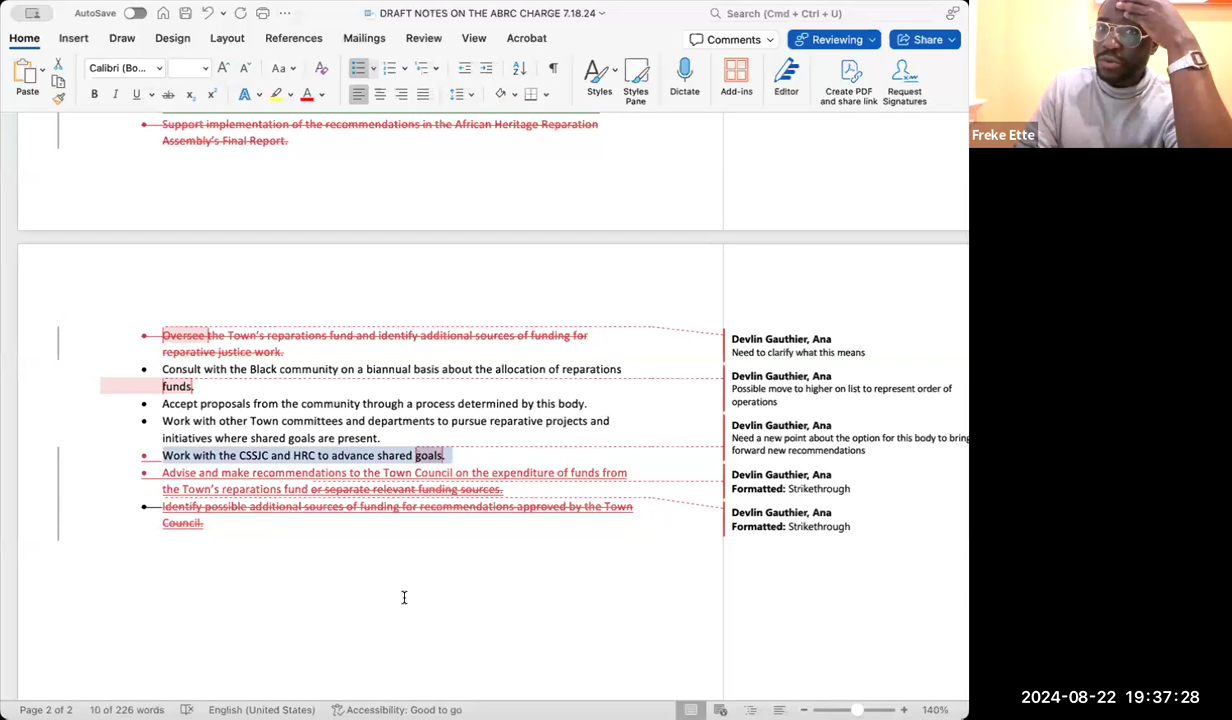 AutoSave
DRAFT NOTES ON THE ABRC CHARGE 7.18.24
Search (Cmd + Ctrl + U)
Home Insert Draw Design Layout References Mailings Review View Acrobat
Comments Reviewing Share
Paste
Calibri (Bo...
Aa
Styles
Styles Pane
Dictate
Add-ins
Editor
Create PDF and share link
Request Signatures
B I U ab x₂ x² A A
Support implementation of the recommendations in the African Heritage Reparation
Assembly's Final Report.
Oversee the Town's reparations fund and identify additional sources of funding for
reparative justice work.
Consult with the Black community on a biannual basis about the allocation of reparations
funds.
Accept proposals from the community through a process determined by this body.
Work with other Town committees and departments to pursue reparative projects and
initiatives where shared goals are present.
Work with the CSSJC and HRC to advance shared goals.
Advise and make recommendations to the Town Council on the expenditure of funds from
the Town's reparations fund or separate relevant funding sources.
Identify possible additional sources of funding for recommendations approved by the Town
Council.
Devlin Gauthier, Ana
Need to clarify what this means
Devlin Gauthier, Ana
Possible move to higher on list to represent order of
operations
Devlin Gauthier, Ana
Need a new point about the option for this body to bring
forward new recommendations
Devlin Gauthier, Ana
Formatted: Strikethrough
Devlin Gauthier, Ana
Formatted: Strikethrough
Freke Ette
2024-08-22 19:37:28
Page 2 of 2 10 of 226 words English (United States) Accessibility: Good to go 140%